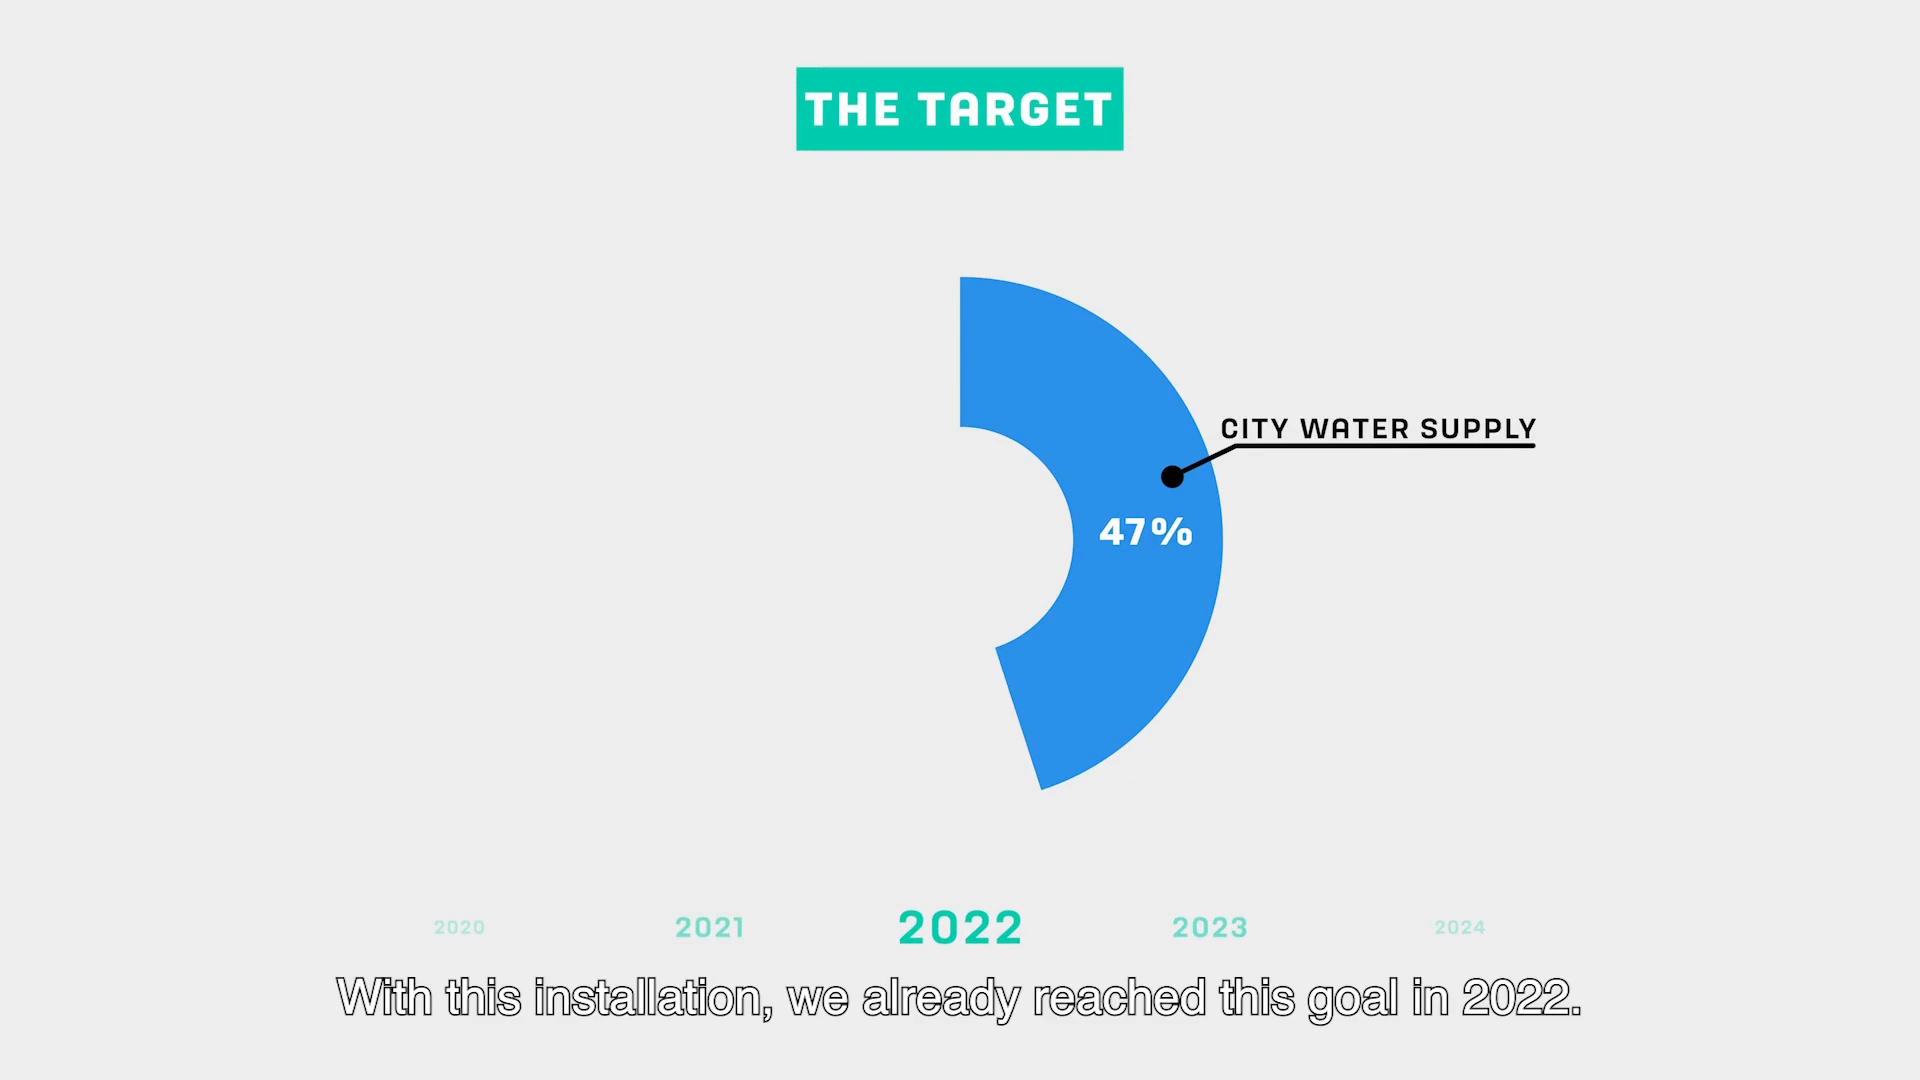 THE TARGET
CITY WATER SUPPLY
47%
2020 2021 2022 2023 2024
With this installation, we already reached this goal in 2022.